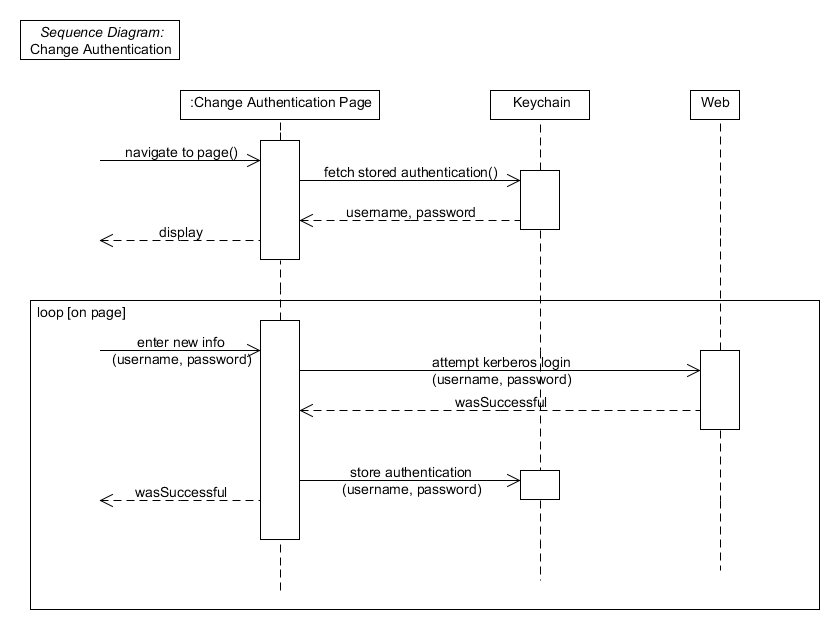 Sequence Diagram:
Change Authentication
:Change Authentication Page
Keychain
Web
navigate to page()
fetch stored authentication()
username, password
display
loop [on page]
enter new info
(username, password)
attempt kerberos login
(username, password)
wasSuccessful
store authentication
(username, password)
wasSuccessful